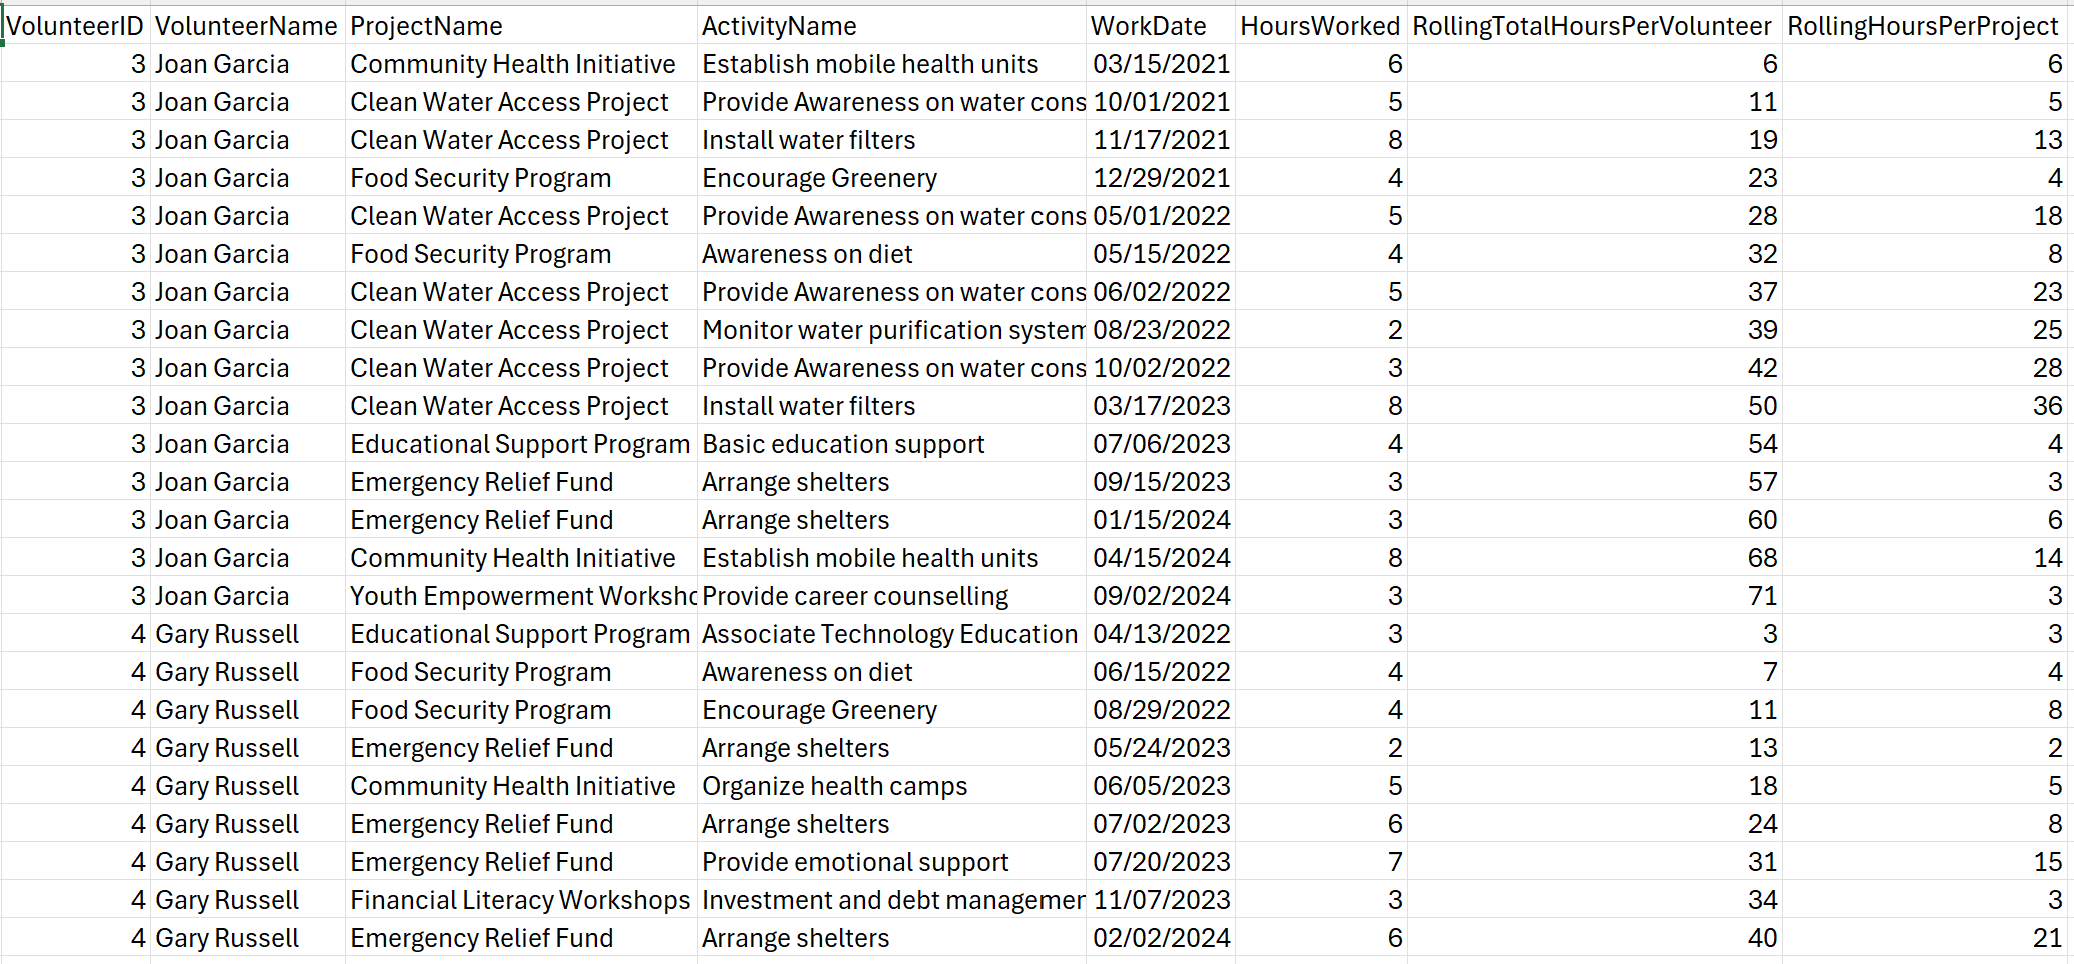 VolunteerID VolunteerName ProjectName ActivityName WorkDate HoursWorked RollingTotalHoursPerVolunteer RollingHoursPerProject
3 Joan Garcia Community Health Initiative Establish mobile health units 03/15/2021 6 6 6
3 Joan Garcia Clean Water Access Project Provide Awareness on water cons 10/01/2021 5 11 5
3 Joan Garcia Clean Water Access Project Install water filters 11/17/2021 8 19 13
3 Joan Garcia Food Security Program Encourage Greenery 12/29/2021 4 23 4
3 Joan Garcia Clean Water Access Project Provide Awareness on water cons 05/01/2022 5 28 18
3 Joan Garcia Food Security Program Awareness on diet 05/15/2022 4 32 8
3 Joan Garcia Clean Water Access Project Provide Awareness on water cons 06/02/2022 5 37 23
3 Joan Garcia Clean Water Access Project Monitor water purification system 08/23/2022 2 39 25
3 Joan Garcia Clean Water Access Project Provide Awareness on water cons 10/02/2022 3 42 28
3 Joan Garcia Clean Water Access Project Install water filters 03/17/2023 8 50 36
3 Joan Garcia Educational Support Program Basic education support 07/06/2023 4 54 4
3 Joan Garcia Emergency Relief Fund Arrange shelters 09/15/2023 3 57 3
3 Joan Garcia Emergency Relief Fund Arrange shelters 01/15/2024 3 60 6
3 Joan Garcia Community Health Initiative Establish mobile health units 04/15/2024 8 68 14
3 Joan Garcia Youth Empowerment Worksho Provide career counselling 09/02/2024 3 71 3
4 Gary Russell Educational Support Program Associate Technology Education 04/13/2022 3 3 3
4 Gary Russell Food Security Program Awareness on diet 06/15/2022 4 7 4
4 Gary Russell Food Security Program Encourage Greenery 08/29/2022 4 11 8
4 Gary Russell Emergency Relief Fund Arrange shelters 05/24/2023 2 13 2
4 Gary Russell Community Health Initiative Organize health camps 06/05/2023 5 18 5
4 Gary Russell Emergency Relief Fund Arrange shelters 07/02/2023 6 24 8
4 Gary Russell Emergency Relief Fund Provide emotional support 07/20/2023 7 31 15
4 Gary Russell Financial Literacy Workshops Investment and debt managemer 11/07/2023 3 34 3
4 Gary Russell Emergency Relief Fund Arrange shelters 02/02/2024 6 40 21